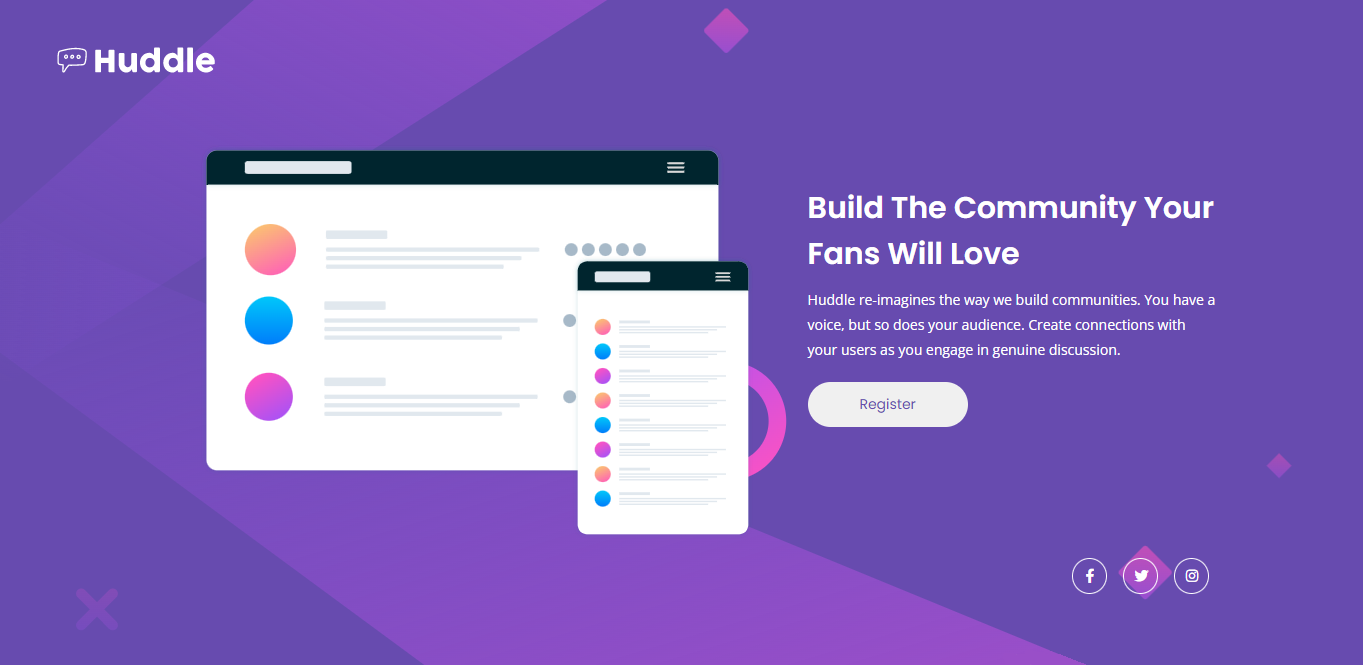 Huddle
Build The Community Your
Fans Will Love
Huddle re-imagines the way we build communities. You have a
voice, but so does your audience. Create connections with
your users as you engage in genuine discussion.
Register